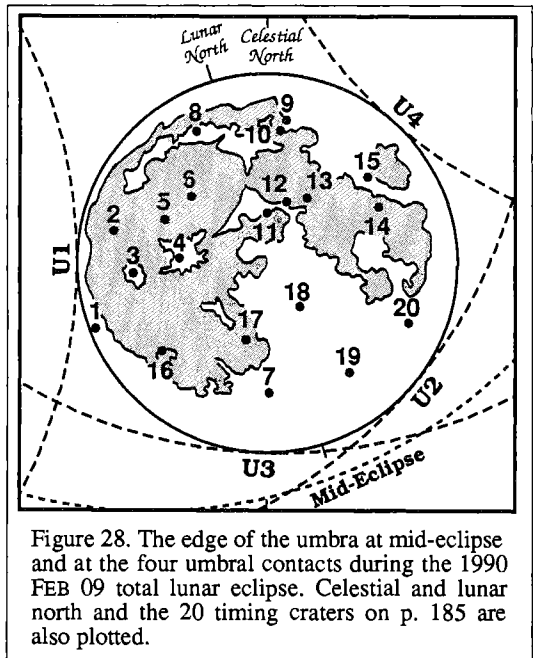 Lunar Celestial
North North
U4
8
9
10
15
6
12 13
5
2
14
11
4
U1
3
18
20
1
17
16
19
7
U2
U3
Mid-Eclipse
Figure 28. The edge of the umbra at mid-eclipse
and at the four umbral contacts during the 1990
FEB 09 total lunar eclipse. Celestial and lunar
north and the 20 timing craters on p. 185 are
also plotted.